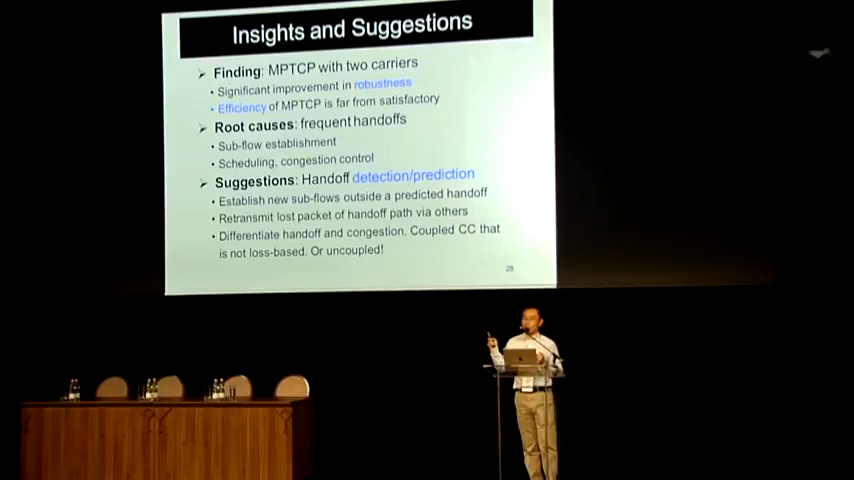 Insights and Suggestions
➤ Finding: MPTCP with two carriers
• Significant improvement in robustness
• Efficiency of MPTCP is far from satisfactory
➤ Root causes: frequent handoffs
• Sub-flow establishment
• Scheduling, congestion control
➤ Suggestions: Handoff detection/prediction
• Establish new sub-flows outside a predicted handoff
• Retransmit lost packet of handoff path via others
• Differentiate handoff and congestion. Coupled CC that
is not loss-based. Or uncoupled!
28